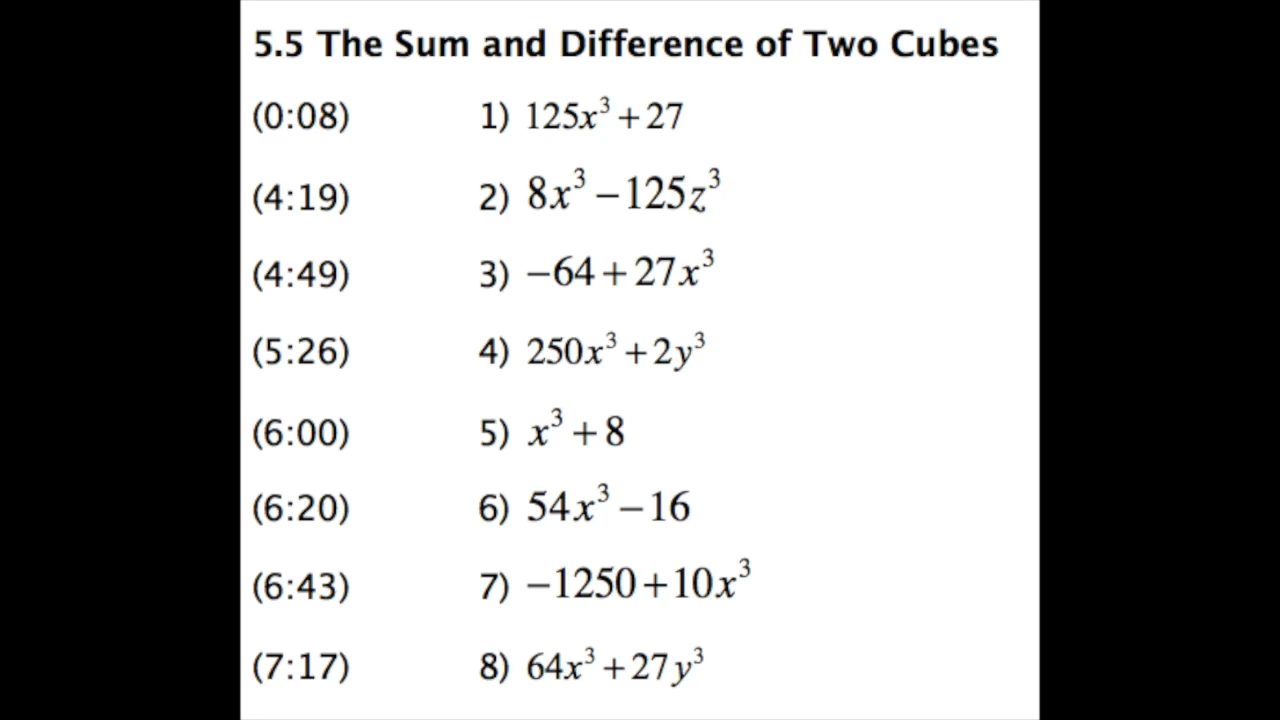 5.5 The Sum and Difference of Two Cubes
(0:08) 1) 125x³ + 27
(4:19) 2) 8x³ − 125z³
(4:49) 3) −64 + 27x³
(5:26) 4) 250x³ + 2y³
(6:00) 5) x³ + 8
(6:20) 6) 54x³ − 16
(6:43) 7) −1250 + 10x³
(7:17) 8) 64x³ + 27y³